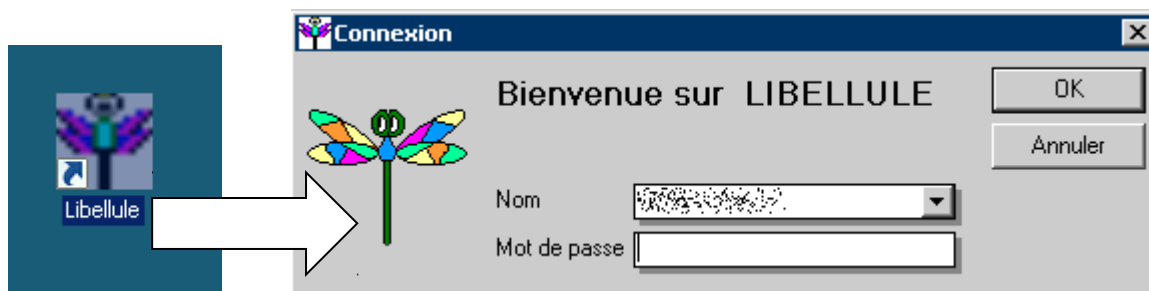 Libellule
Connexion
Bienvenue sur LIBELLULE
OK
Annuler
Nom
Mot de passe